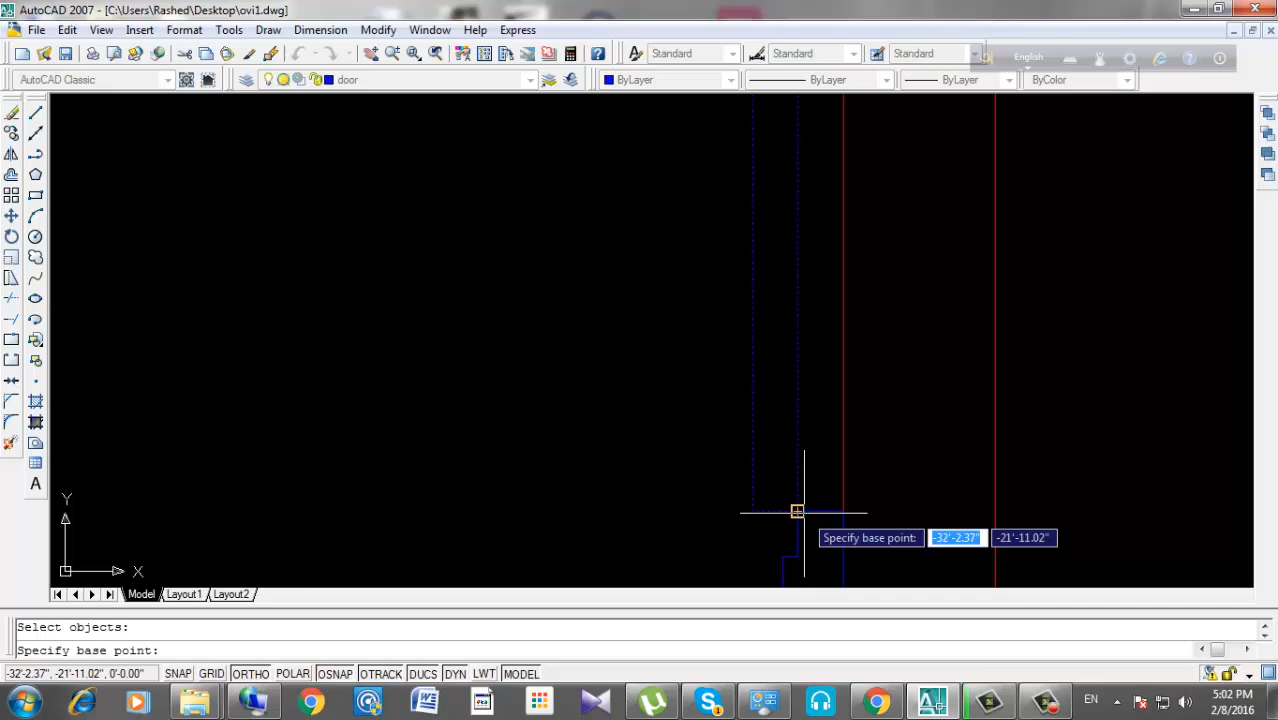 AutoCAD 2007 - [C:\Users\Rashed\Desktop\ovi1.dwg]
File Edit View Insert Format Tools Draw Dimension Modify Window Help Express
Standard Standard Standard English
AutoCAD Classic door ByLayer ByLayer ByLayer ByColor
A
Specify base point: -32'-2.37" -21'-11.02"
Y
X
Model Layout1 Layout2
Select objects:
Specify base point:
-32'-2.37", -21'-11.02", 0'-0.00" SNAP GRID ORTHO POLAR OSNAP OTRACK DUCS DYN LWT MODEL
EN 5:02 PM
2/8/2016